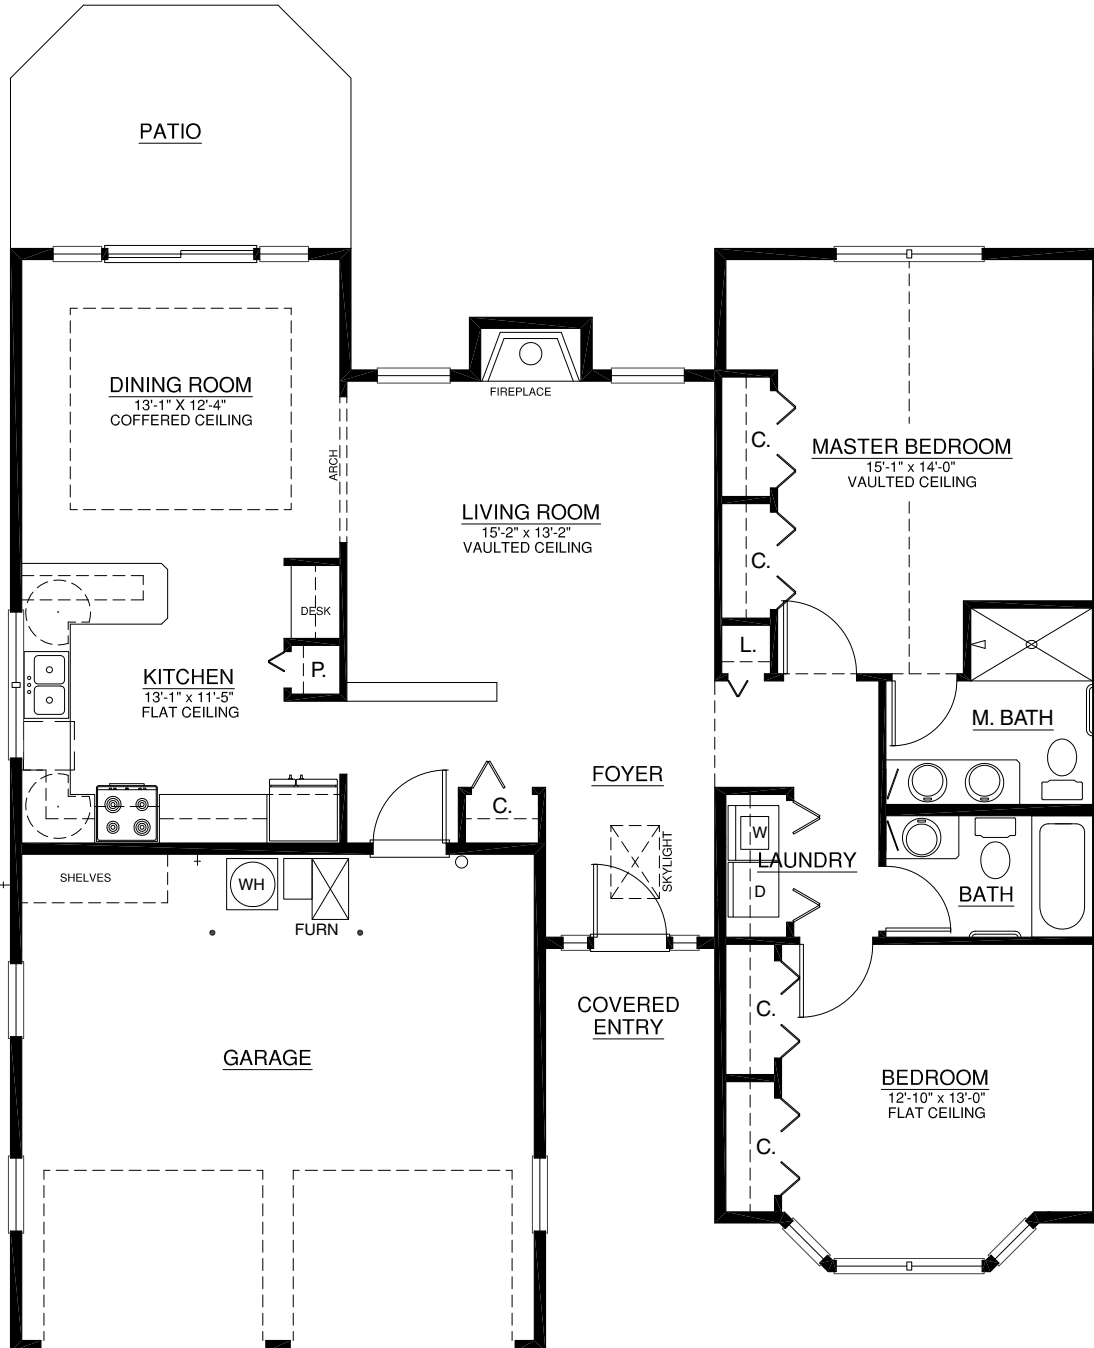 PATIO
DINING ROOM
13'-1" X 12'-4"
COFFERED CEILING
ARCH
FIREPLACE
LIVING ROOM
15'-2" x 13'-2"
VAULTED CEILING
C.
MASTER BEDROOM
15'-1" x 14'-0"
VAULTED CEILING
C.
DESK
P.
L.
KITCHEN
13'-1" x 11'-5"
FLAT CEILING
M. BATH
FOYER
C.
SKYLIGHT
W
LAUNDRY
D
BATH
SHELVES
WH
FURN
COVERED
ENTRY
C.
GARAGE
BEDROOM
12'-10" x 13'-0"
FLAT CEILING
C.